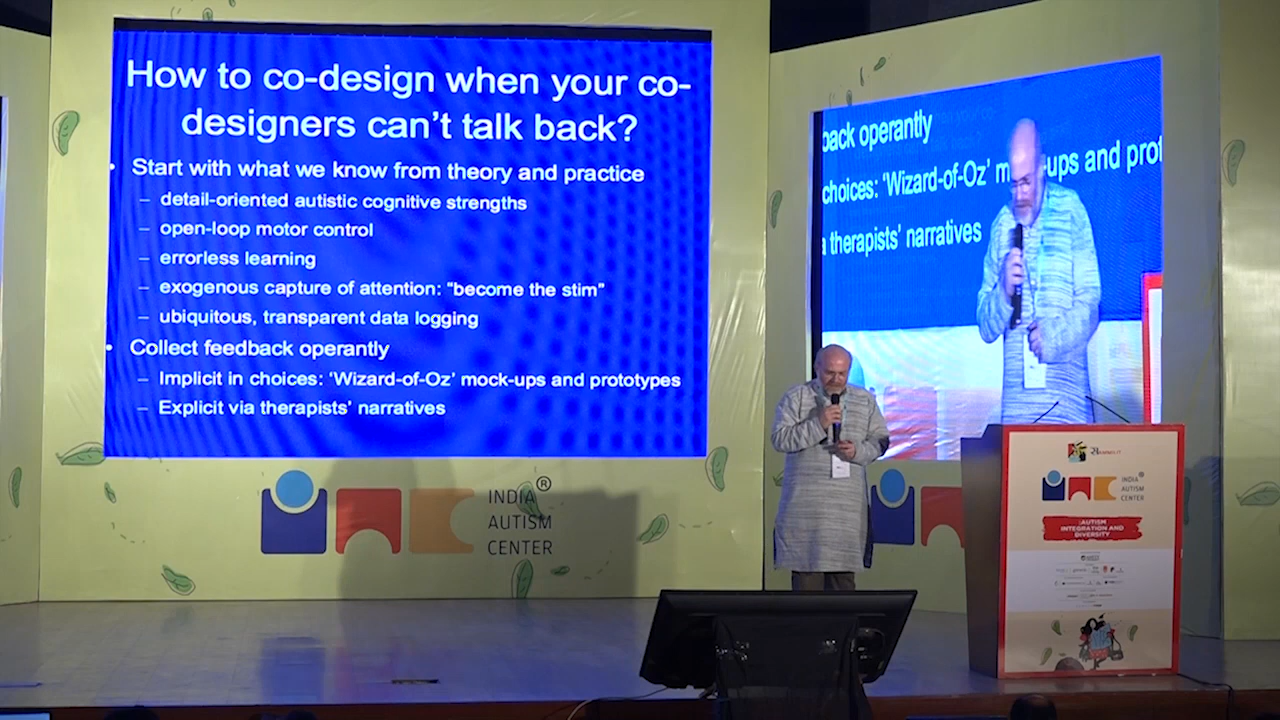 How to co-design when your co-
designers can't talk back?
• Start with what we know from theory and practice
– detail-oriented autistic cognitive strengths
– open-loop motor control
– errorless learning
– exogenous capture of attention: "become the stim"
– ubiquitous, transparent data logging
• Collect feedback operantly
– Implicit in choices: 'Wizard-of-Oz' mock-ups and prototypes
– Explicit via therapists' narratives
INDIA ®
AUTISM
CENTER
back operantly
choices: 'Wizard-of-Oz' m ups and prot
therapists' narratives
INDIA ®
AUTISM
CENTER
AUTISM
INTEGRATION AND
DIVERSITY